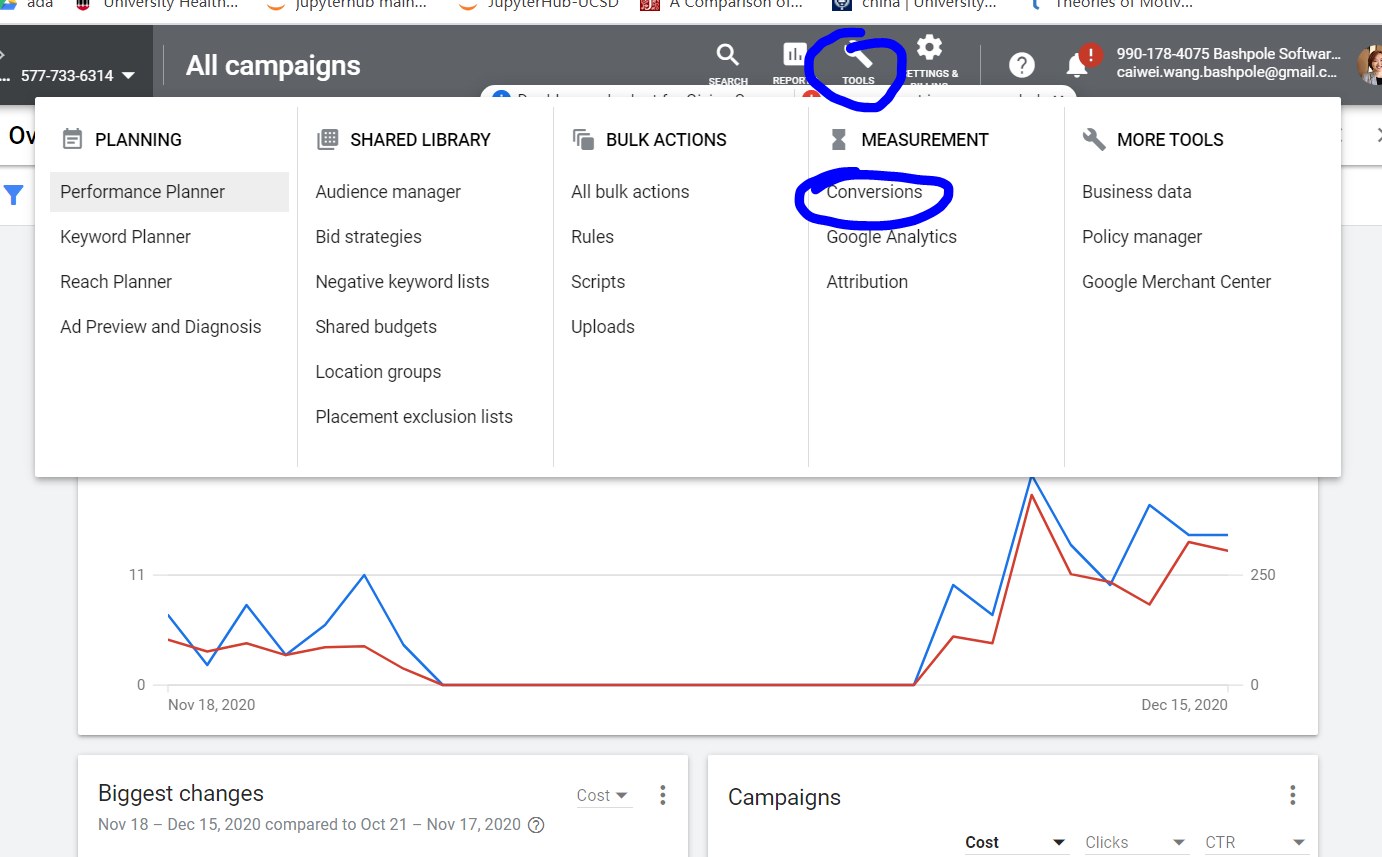 ada University Health... jupyterhub main... JupyterHub-UCSD A Comparison of... china | University... Theories of Motiv...
577-733-6314 All campaigns
SEARCH TOOLS
990-178-4075 Bashpole Softwar...
caiwei.wang.bashpole@gmail.c...
PLANNING
Performance Planner
Keyword Planner
Reach Planner
Ad Preview and Diagnosis
SHARED LIBRARY
Audience manager
Bid strategies
Negative keyword lists
Shared budgets
Location groups
Placement exclusion lists
BULK ACTIONS
All bulk actions
Rules
Scripts
Uploads
MEASUREMENT
Conversions
Google Analytics
Attribution
MORE TOOLS
Business data
Policy manager
Google Merchant Center
11 250
0 0
Nov 18, 2020 Dec 15, 2020
Biggest changes Cost
Nov 18 – Dec 15, 2020 compared to Oct 21 – Nov 17, 2020
Campaigns
Cost Clicks CTR